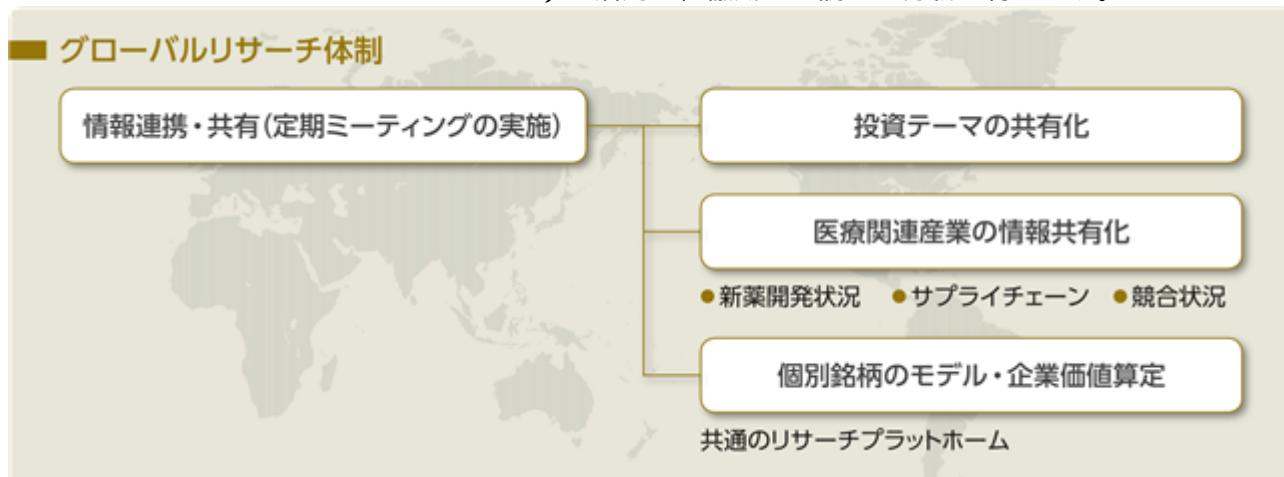 グローバルリサーチ体制
情報連携・共有(定期ミーティングの実施)
投資テーマの共有化
医療関連産業の情報共有化
●新薬開発状況 ●サプライチェーン ●競合状況
個別銘柄のモデル・企業価値算定
共通のリサーチプラットホーム